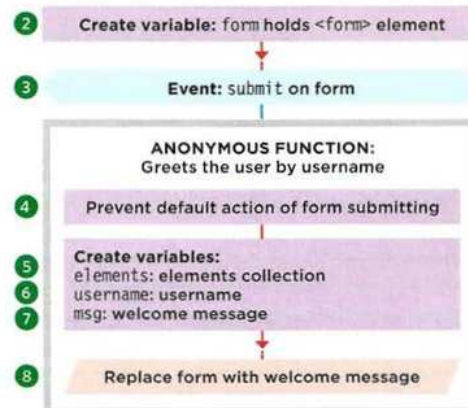 2 Create variable: form holds <form> element
3 Event: submit on form
ANONYMOUS FUNCTION:
Greets the user by username
4 Prevent default action of form submitting
Create variables:
5 elements: elements collection
6 username: username
7 msg: welcome message
8 Replace form with welcome message